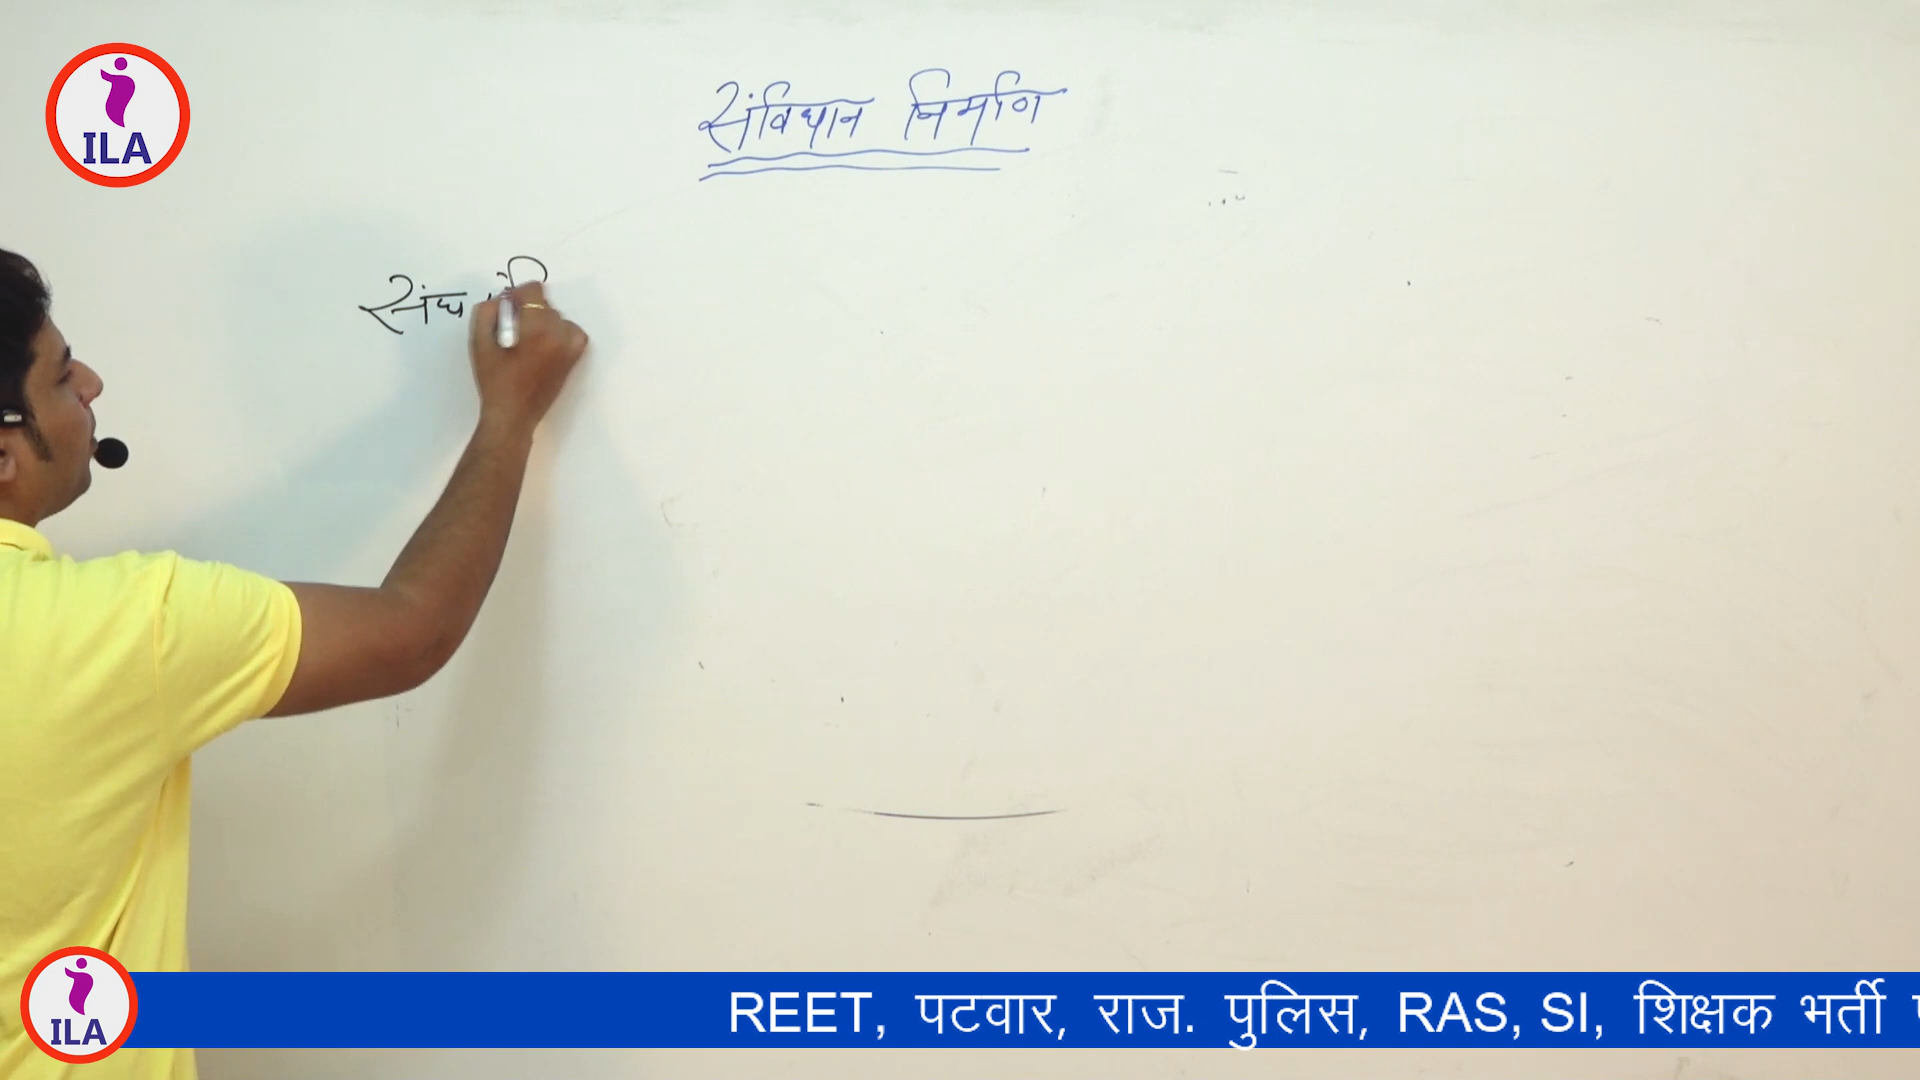 ILA
संविधान निर्माण
संघ
ILA
REET, पटवार, राज. पुलिस, RAS, SI, शिक्षक भर्ती